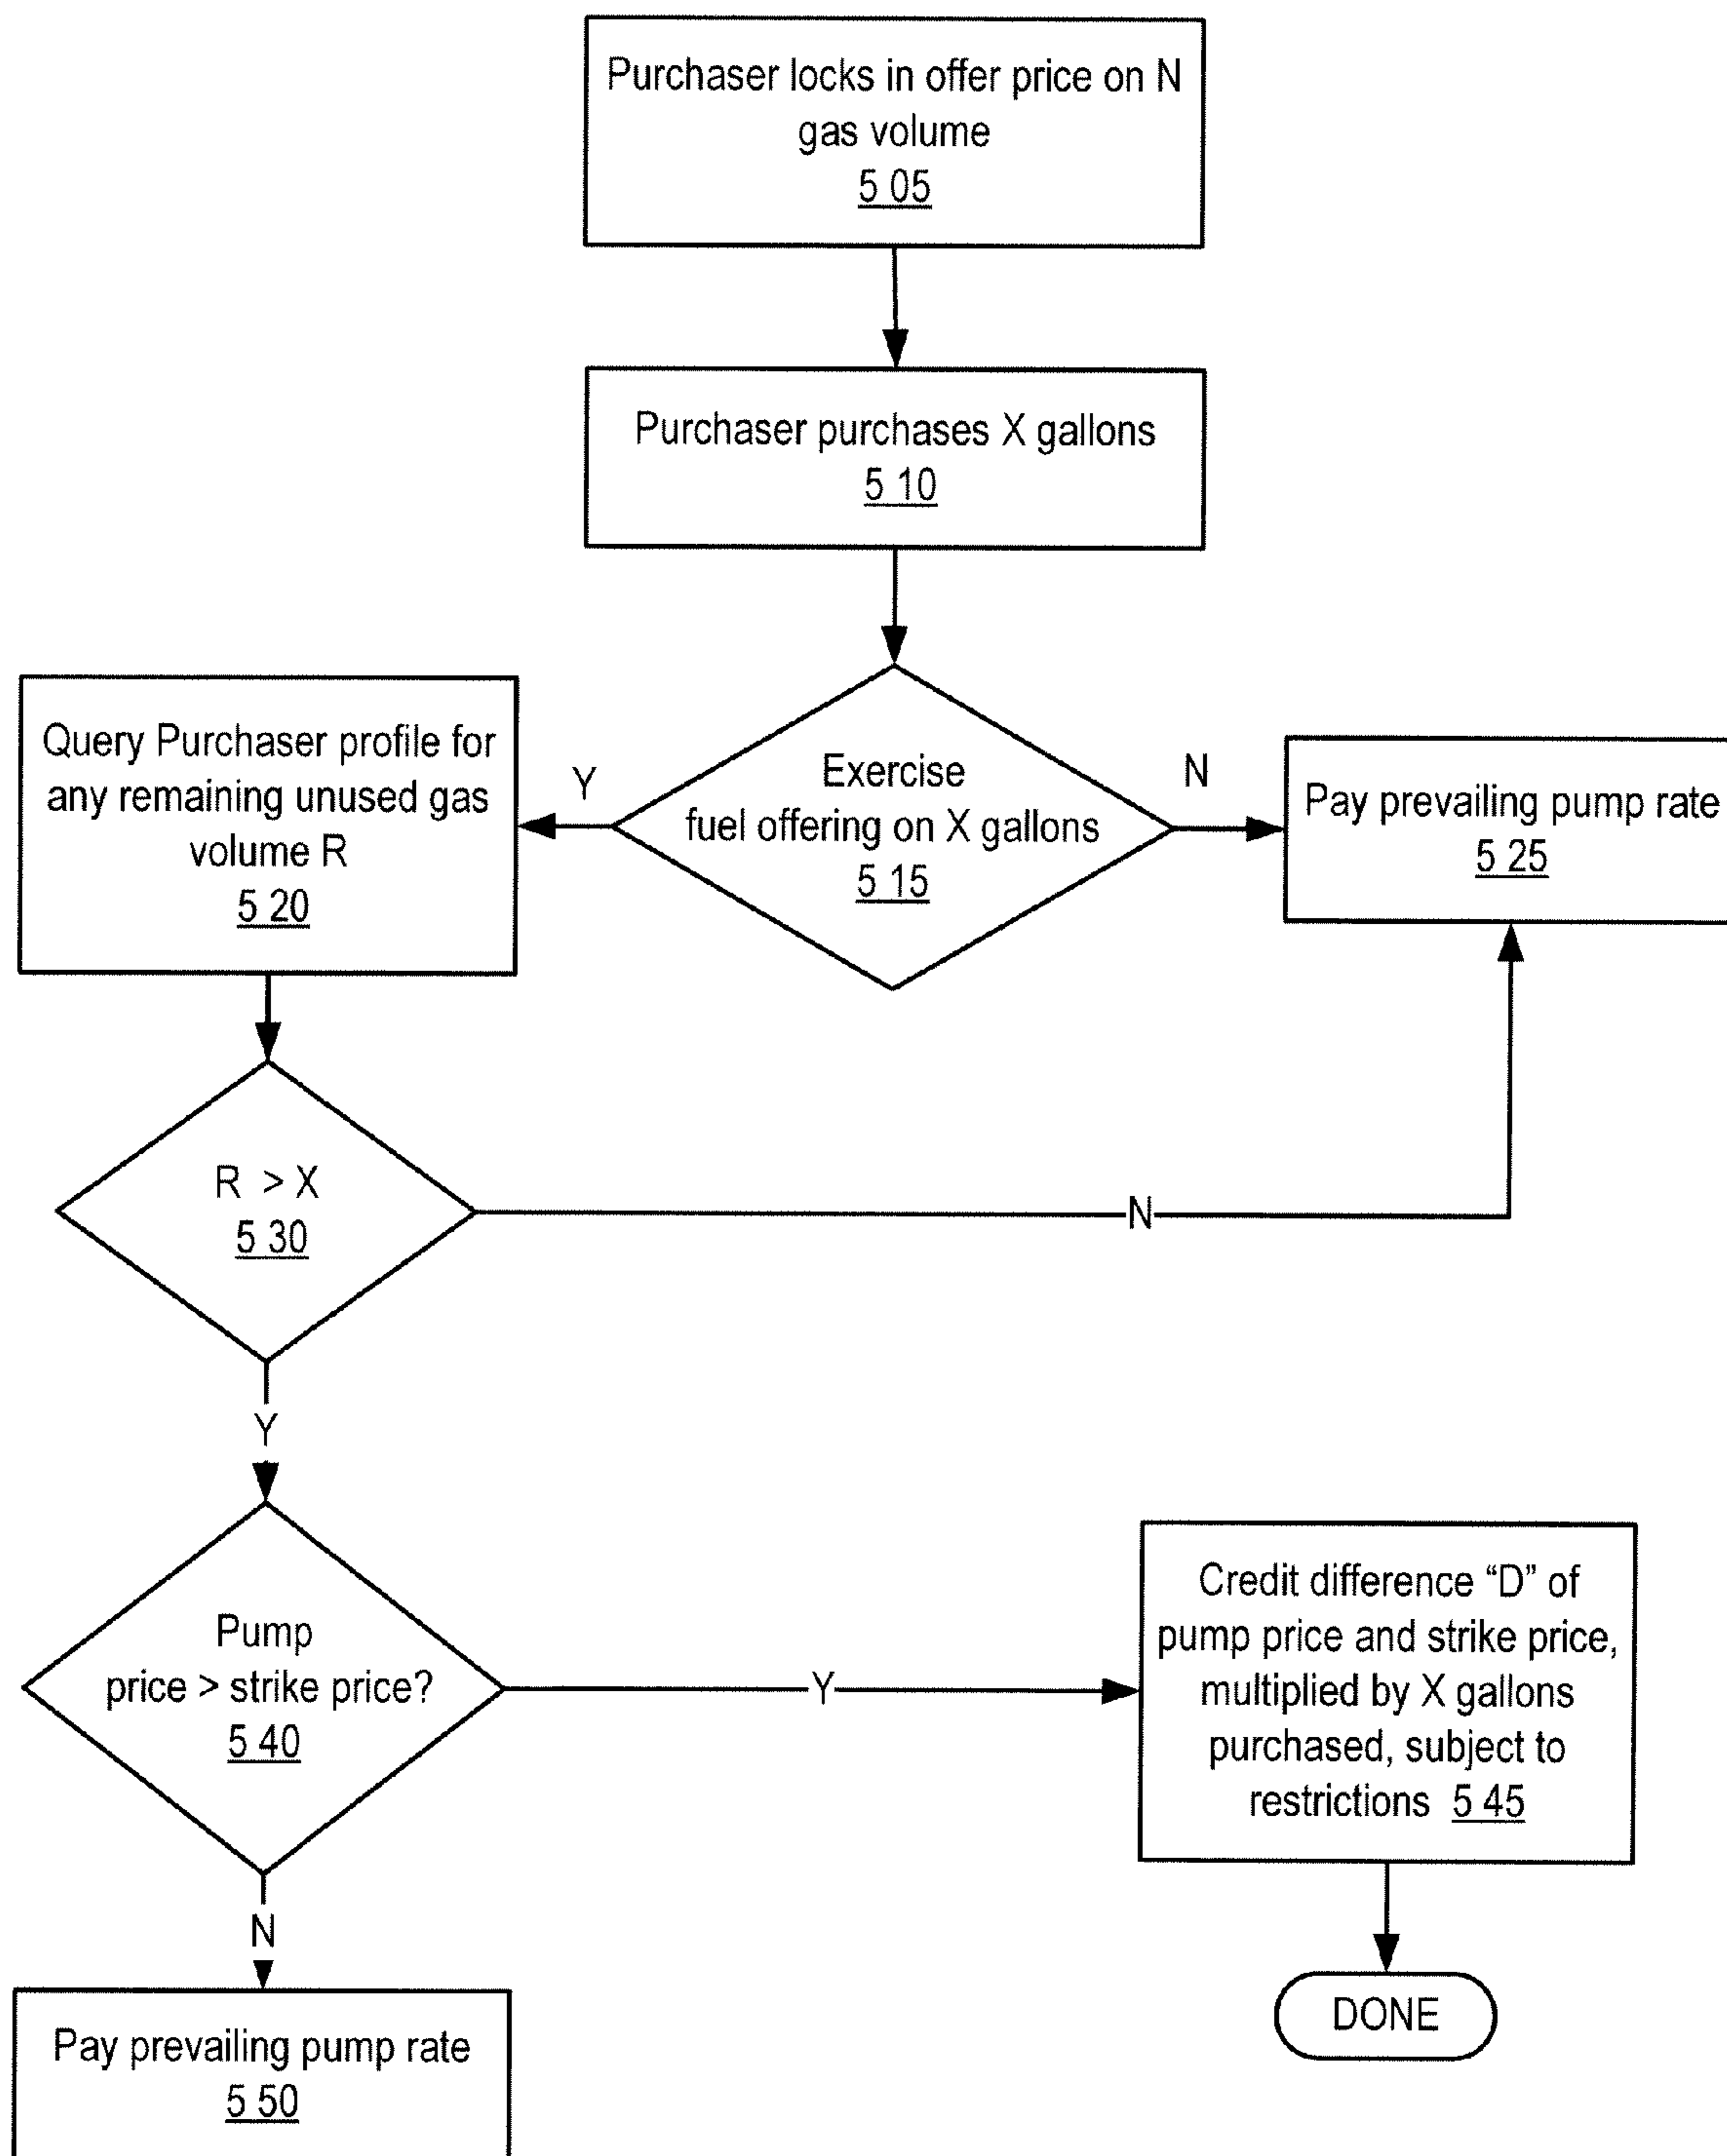 Purchaser locks in offer price on N
gas volume
5 05
Purchaser purchases X gallons
5 10
Exercise
fuel offering on X gallons
5 15
Y
N
Query Purchaser profile for
any remaining unused gas
volume R
5 20
Pay prevailing pump rate
5 25
R > X
5 30
N
Y
Pump
price > strike price?
5 40
Y
Credit difference “D” of
pump price and strike price,
multiplied by X gallons
purchased, subject to
restrictions 5 45
N
DONE
Pay prevailing pump rate
5 50